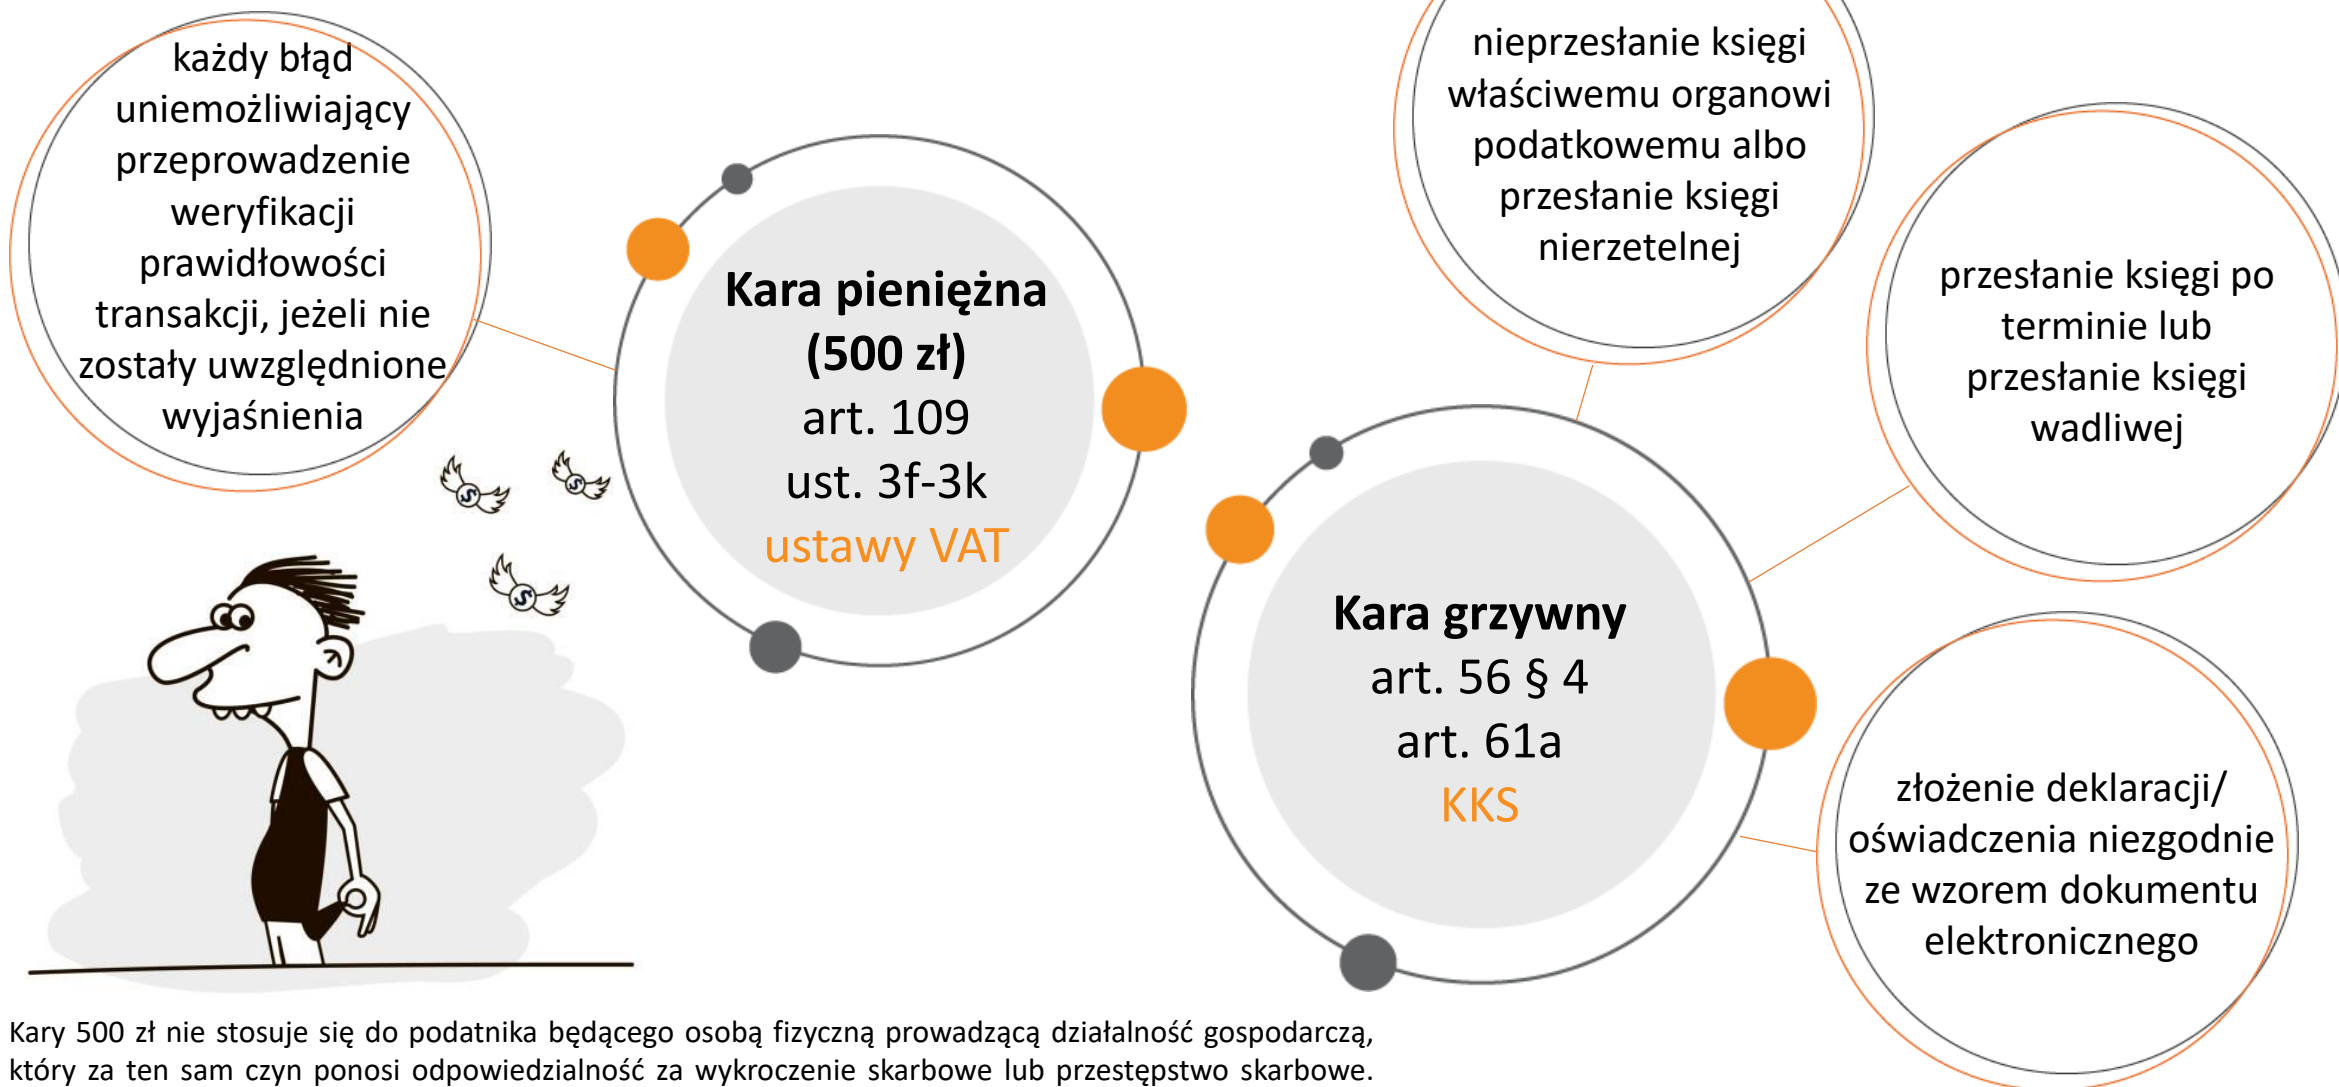 każdy błąd
uniemożliwiający
przeprowadzenie
weryfikacji
prawidłowości
transakcji, jeżeli nie
zostały uwzględnione
wyjaśnienia
Kara pieniężna
(500 zł)
art. 109
ust. 3f-3k
ustawy VAT
nieprzesłanie księgi
właściwemu organowi
podatkowemu albo
przesłanie księgi
nierzetelnej
przesłanie księgi po
terminie lub
przesłanie księgi
wadliwej
Kara grzywny
art. 56 § 4
art. 61a
KKS
złożenie deklaracji/
oświadczenia niezgodnie
ze wzorem dokumentu
elektronicznego
Kary 500 zł nie stosuje się do podatnika będącego osobą fizyczną prowadzącą działalność gospodarczą,
który za ten sam czyn ponosi odpowiedzialność za wykroczenie skarbowe lub przestępstwo skarbowe.